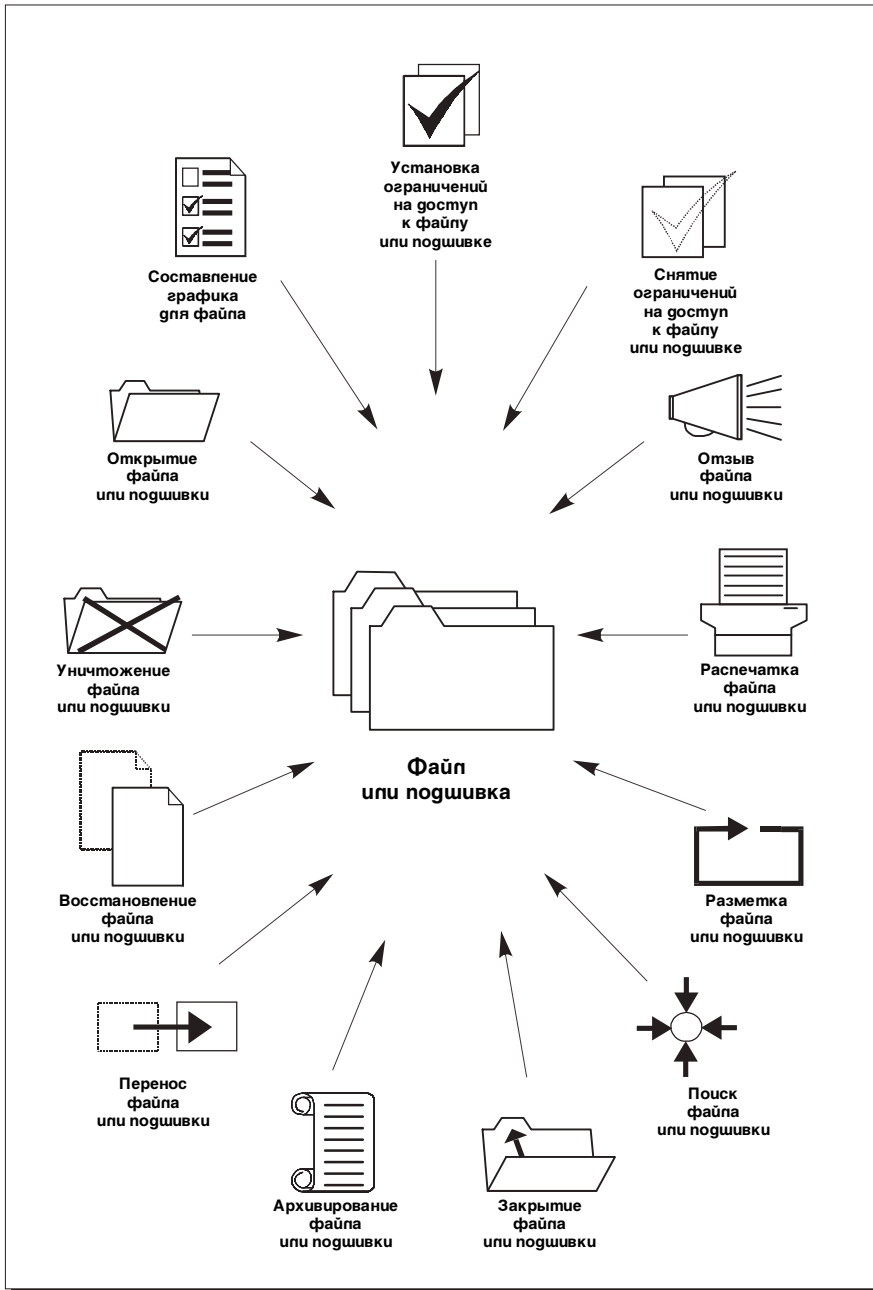 Установка
ограничений
на доступ
к файлу
или подшивке
Составление
графика
для файла
Снятие
ограничений
на доступ
к файлу
или подшивке
Открытие
файла
или подшивки
Отзыв
файла
или подшивки
Уничтожение
файла
или подшивки
Распечатка
файла
или подшивки
Файл
или подшивка
Восстановление
файла
или подшивки
Разметка
файла
или подшивки
Перенос
файла
или подшивки
Поиск
файла
или подшивки
Архивирование
файла
или подшивки
Закрытие
файла
или подшивки